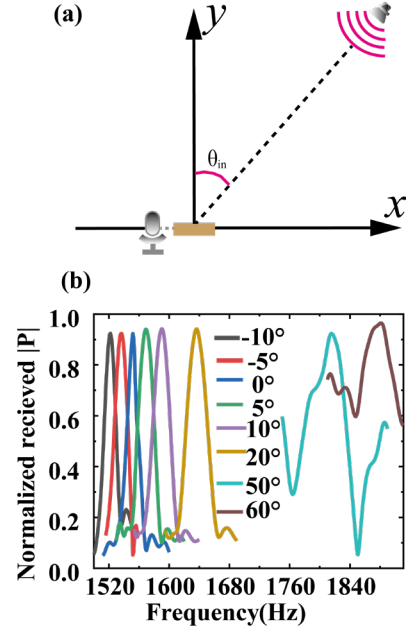 (a)
y
θin
x
(b)
Normalized recieved |P|
1.0
0.8
0.6
0.4
0.2
0.0
-10°
-5°
0°
5°
10°
20°
50°
60°
1520 1600 1680 1760 1840
Frequency(Hz)